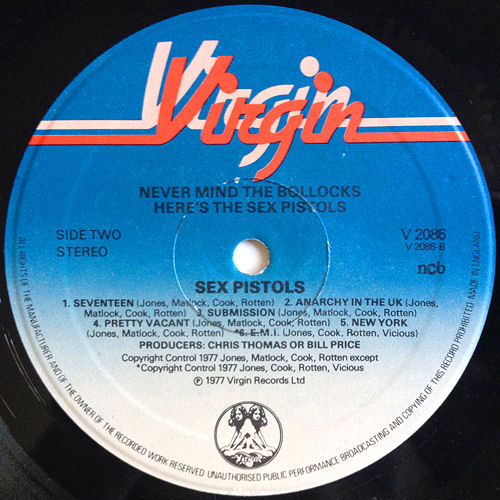 Virgin
NEVER MIND THE BOLLOCKS
HERE'S THE SEX PISTOLS
SIDE TWO
STEREO
V 2086
V 2086-B
ncb
SEX PISTOLS
1. SEVENTEEN (Jones, Matlock, Cook, Rotten) 2. ANARCHY IN THE UK (Jones,
Matlock, Cook, Rotten) 3. SUBMISSION (Jones, Matlock, Cook, Rotten)
4. PRETTY VACANT (Jones, Matlock, Cook, Rotten) 5. NEW YORK
(Jones, Matlock, Cook, Rotten) *6. E.M.I. (Jones, Cook, Rotten, Vicious)
PRODUCERS: CHRIS THOMAS OR BILL PRICE
Copyright Control 1977 Jones, Matlock, Cook, Rotten except
*Copyright Control 1977 Jones, Cook, Rotten, Vicious
℗ 1977 Virgin Records Ltd
Virgin
ALL RIGHTS OF THE MANUFACTURER AND OF THE OWNER OF THE RECORDED WORK RESERVED UNAUTHORISED PUBLIC PERFORMANCE BROADCASTING AND COPYING OF THIS RECORD PROHIBITED MADE IN ENGLAND